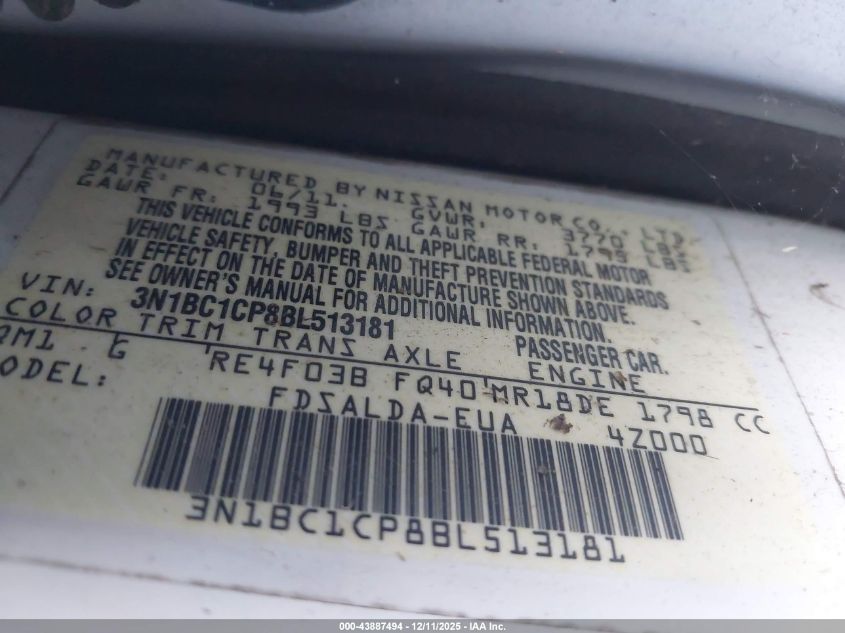 MANUFACTURED BY NISSAN MOTOR CO., LTD
DATE: 06/11. GVWR: 3570 LBS
GAWR FR: 1993 LBS GAWR RR: 1799 LBS
THIS VEHICLE CONFORMS TO ALL APPLICABLE FEDERAL MOTOR
VEHICLE SAFETY, BUMPER AND THEFT PREVENTION STANDARDS
IN EFFECT ON THE DATE OF MANUFACTURE SHOWN ABOVE.
SEE OWNER'S MANUAL FOR ADDITIONAL INFORMATION.
VIN: 3N1BC1CP8BL513181 PASSENGER CAR.
COLOR TRIM TRANS AXLE ENGINE
QM1 G RE4F03B FQ40 MR18DE 1798 CC
MODEL: FDSALDA-EUA 4Z000
3N1BC1CP8BL513181
000-43887494 - 12/11/2025 - IAA Inc.